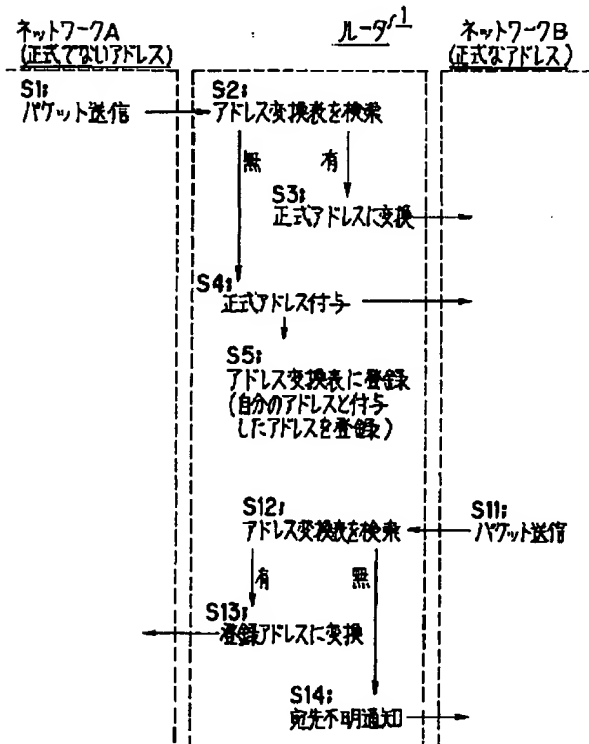 ネットワークA
(正式でないアドレス)
ルータ 1
ネットワークB
(正式なアドレス)
S1;
パケット送信
S2;
アドレス変換表を検索
無
有
S3;
正式アドレスに変換
S4;
正式アドレス付与
S5;
アドレス変換表に登録
(自分のアドレスと付与
したアドレスを登録)
S12;
アドレス変換表を検索
S11;
パケット送信
有
無
S13;
登録アドレスに変換
S14;
宛先不明通知